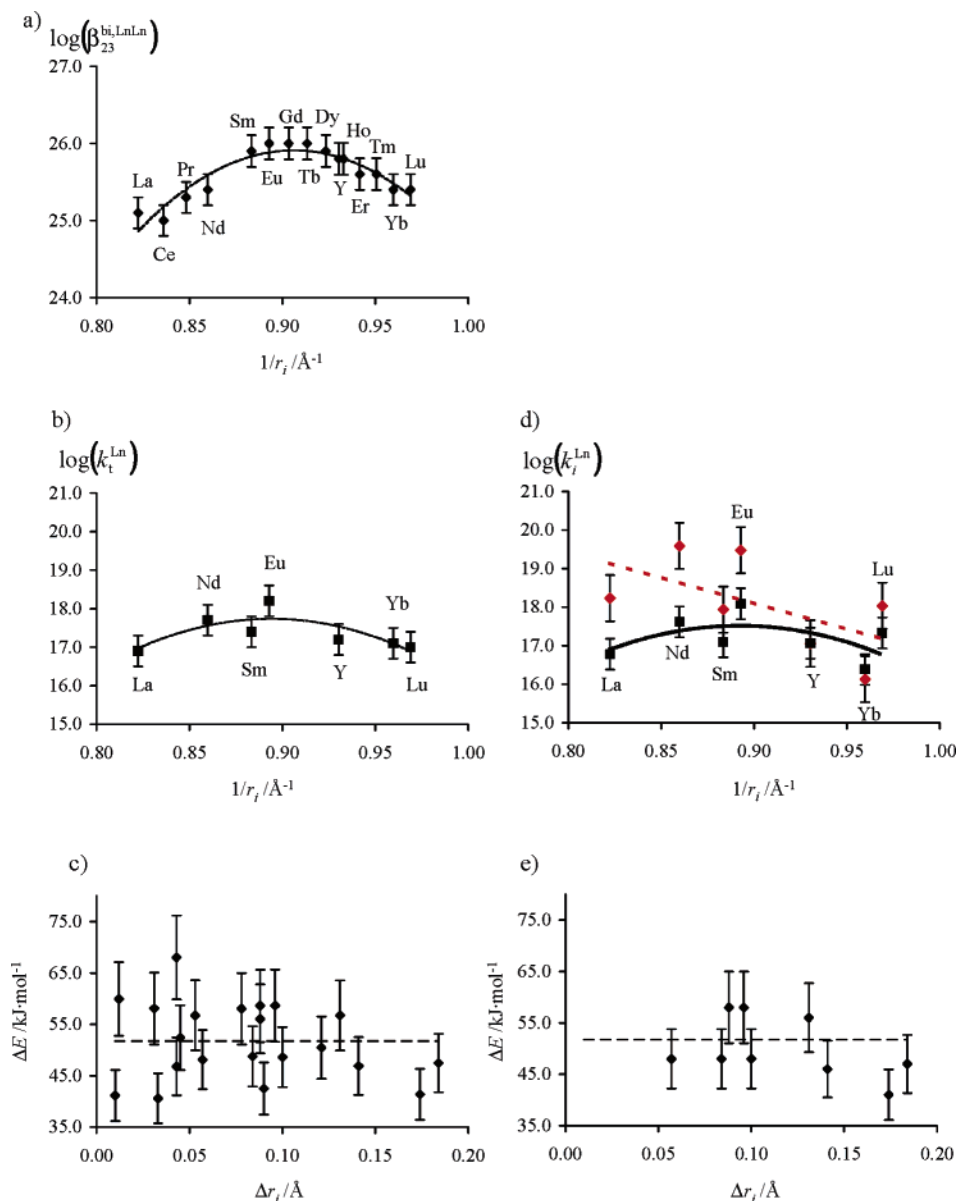 a)
log(β₂₃^bi,LnLn)
27.0
26.0
25.0
24.0
La
Ce
Pr
Nd
Sm
Eu
Gd
Tb
Dy
Y
Ho
Er
Tm
Yb
Lu
0.80 0.85 0.90 0.95 1.00
1/rᵢ /Å⁻¹
b)
log(kₜ^Ln)
21.0
20.0
19.0
18.0
17.0
16.0
15.0
La
Nd
Sm
Eu
Y
Yb
Lu
0.80 0.85 0.90 0.95 1.00
1/rᵢ /Å⁻¹
d)
log(kᵢ^Ln)
21.0
20.0
19.0
18.0
17.0
16.0
15.0
La
Nd
Sm
Eu
Y
Yb
Lu
0.80 0.85 0.90 0.95 1.00
1/rᵢ /Å⁻¹
c)
ΔE /kJ·mol⁻¹
75.0
65.0
55.0
45.0
35.0
0.00 0.05 0.10 0.15 0.20
Δrᵢ /Å
e)
ΔE /kJ·mol⁻¹
75.0
65.0
55.0
45.0
35.0
0.00 0.05 0.10 0.15 0.20
Δrᵢ /Å